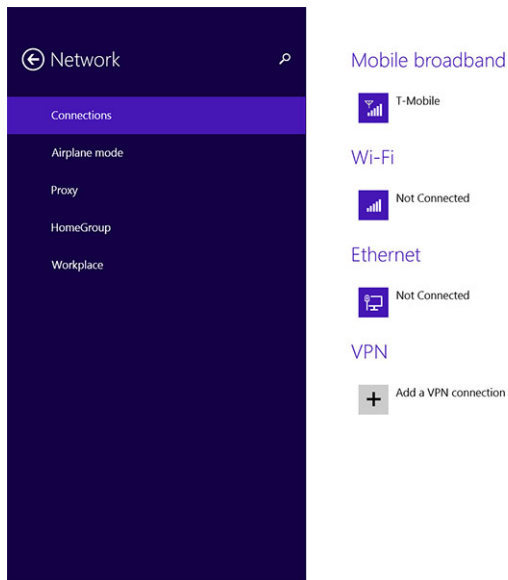 Network
Connections
Airplane mode
Proxy
HomeGroup
Workplace
Mobile broadband
T-Mobile
Wi-Fi
Not Connected
Ethernet
Not Connected
VPN
Add a VPN connection